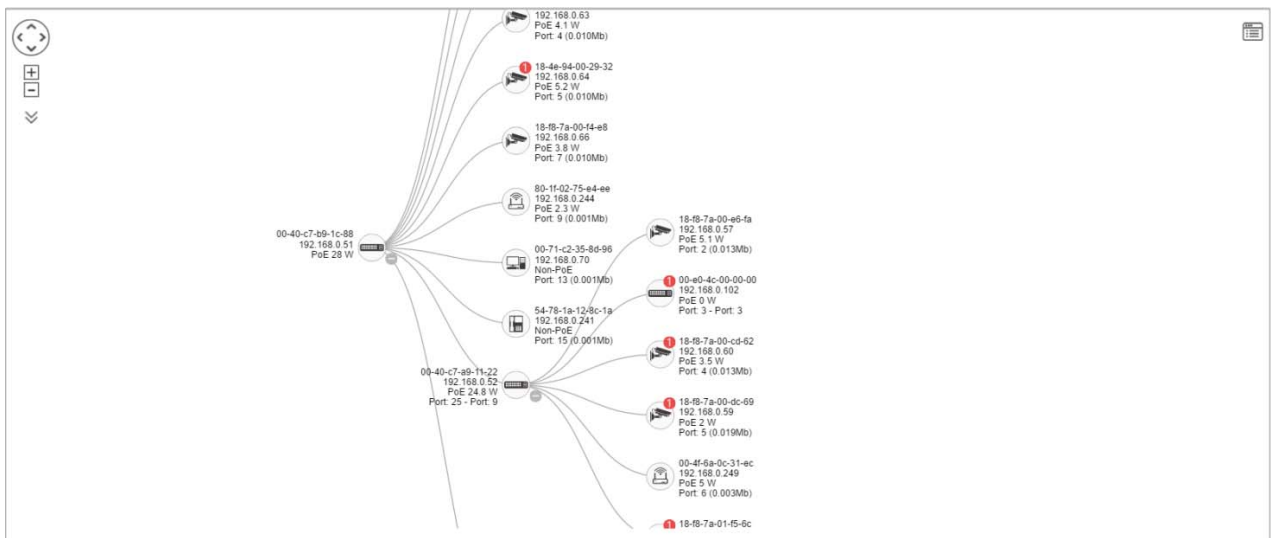 192.168.0.63
PoE 4.1 W
Port: 4 (0.010Mb)
1
18-4e-94-00-29-32
192.168.0.64
PoE 5.2 W
Port: 5 (0.010Mb)
18-f8-7a-00-f4-e8
192.168.0.66
PoE 3.8 W
Port: 7 (0.010Mb)
80-1f-02-75-e4-ee
192.168.0.244
PoE 2.3 W
Port: 9 (0.001Mb)
00-40-c7-b9-1c-88
192.168.0.51
PoE 28 W
00-71-c2-35-8d-96
192.168.0.70
Non-PoE
Port: 13 (0.001Mb)
54-78-1a-12-8c-1a
192.168.0.241
Non-PoE
Port: 15 (0.001Mb)
00-40-c7-a9-11-22
192.168.0.52
PoE 24.8 W
Port: 25 - Port: 9
18-f8-7a-00-e6-fa
192.168.0.57
PoE 5.1 W
Port: 2 (0.013Mb)
1
00-e0-4c-00-00-00
192.168.0.102
PoE 0 W
Port: 3 - Port: 3
1
18-f8-7a-00-cd-62
192.168.0.60
PoE 3.5 W
Port: 4 (0.013Mb)
1
18-f8-7a-00-dc-69
192.168.0.59
PoE 2 W
Port: 5 (0.019Mb)
00-4f-6a-0c-31-ec
192.168.0.249
PoE 5 W
Port: 6 (0.003Mb)
1
18-f8-7a-01-f5-6c